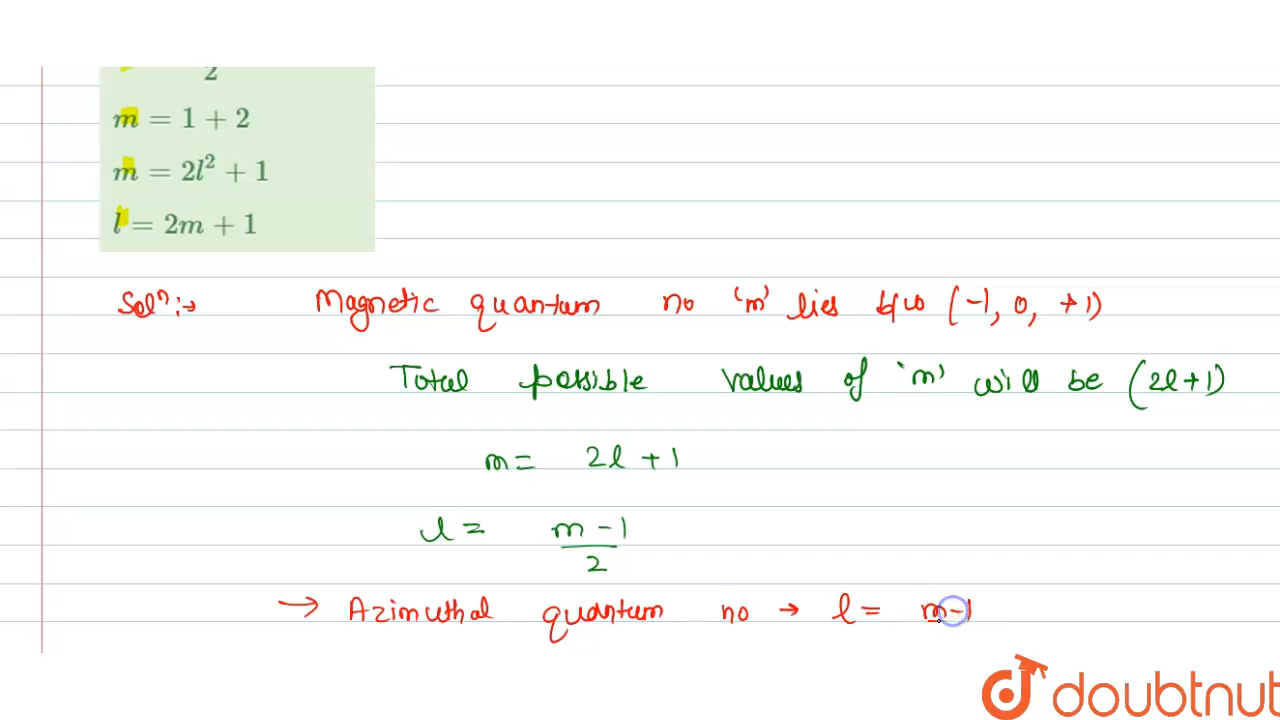 2
m = 1 + 2
m = 2l² + 1
l = 2m + 1
Solⁿ :→ Magnetic quantum no 'm' lies b/w (-1, 0, +1)
Total possible values of 'm' will be (2l+1)
m = 2l + 1
l = m - 1
2
→ Azimuthal quantum no → l = m-1
doubtnut